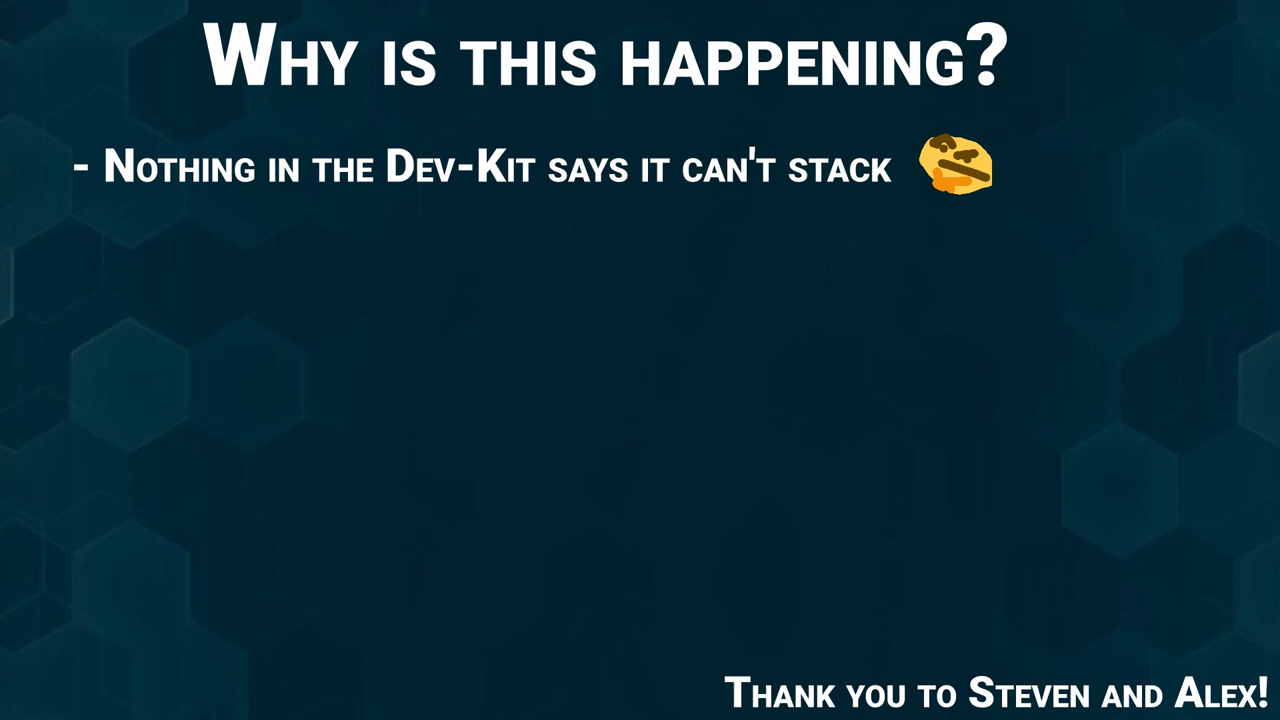 Why is this happening?
- Nothing in the Dev-Kit says it can't stack
Thank you to Steven and Alex!